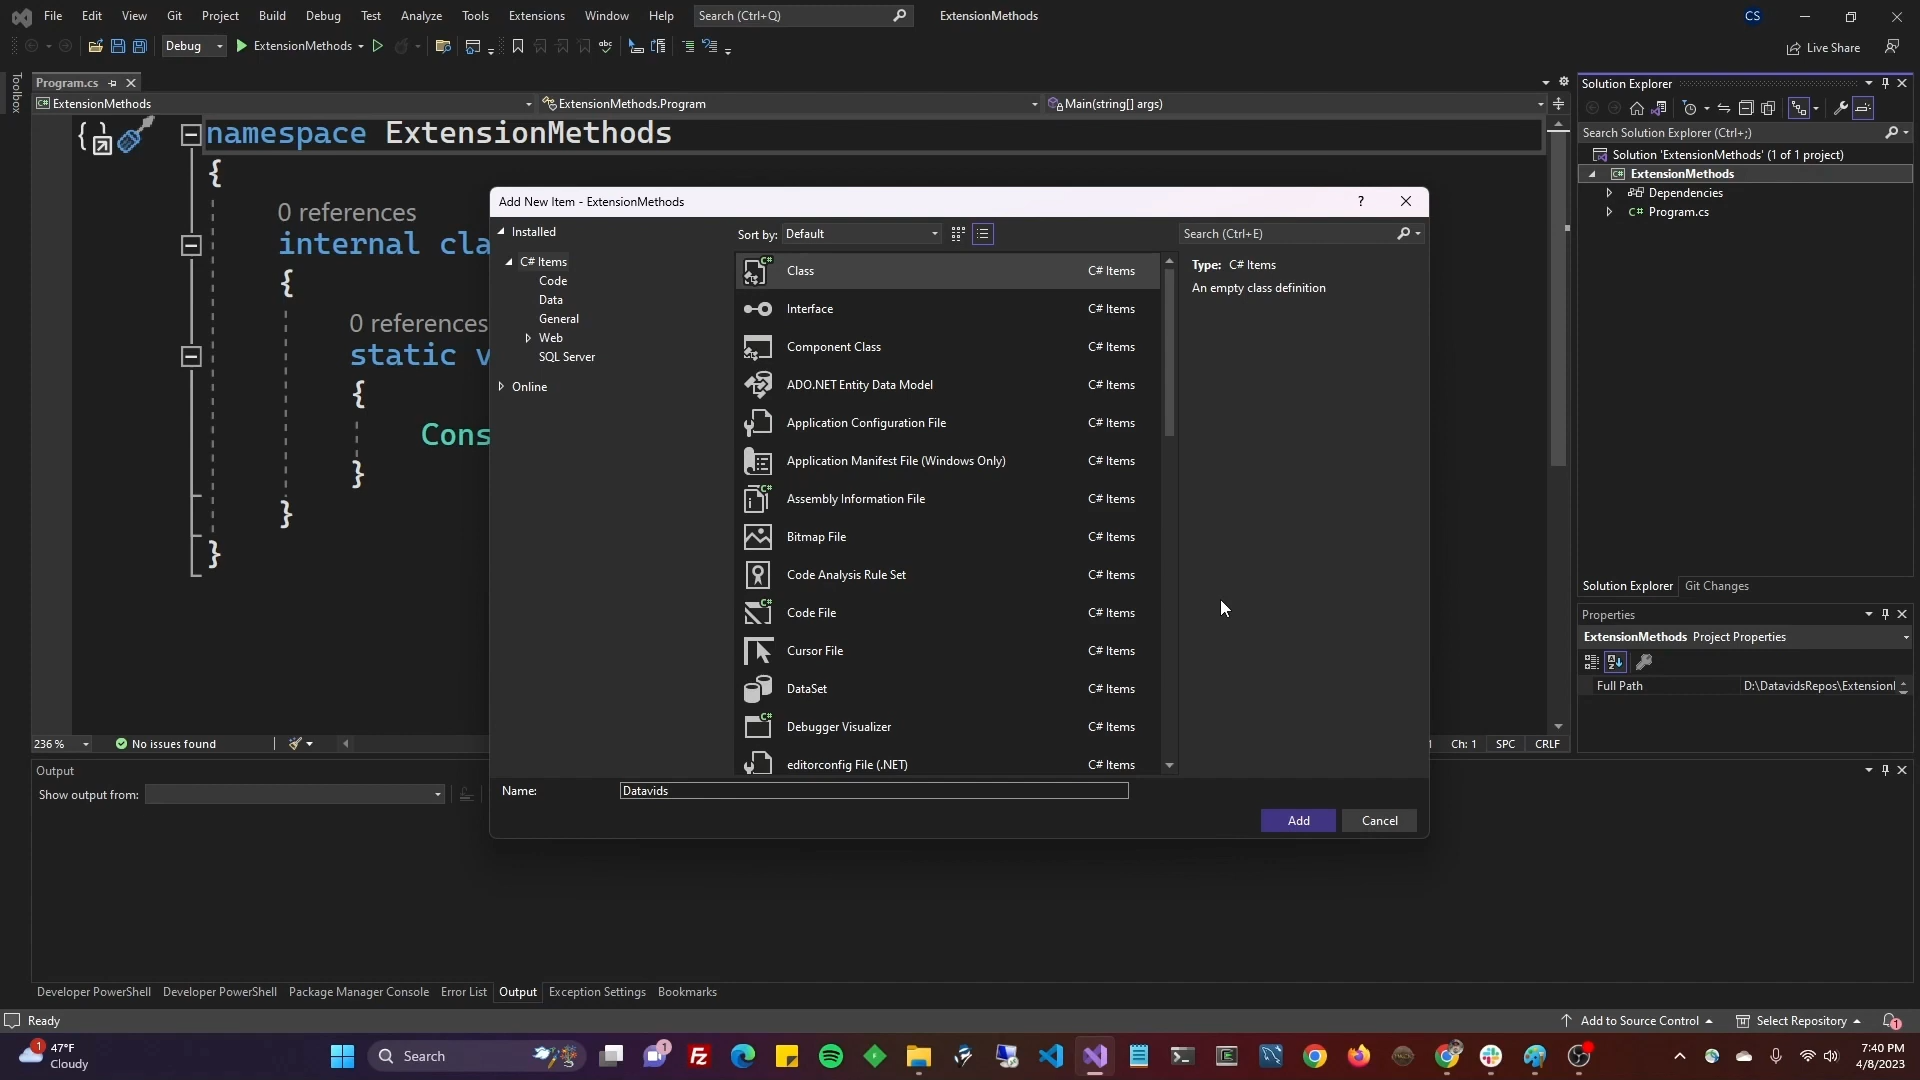 File Edit View Git Project Build Debug Test Analyze Tools Extensions Window Help Search (Ctrl+Q) ExtensionMethods CS
Debug ExtensionMethods Live Share
Toolbox
Program.cs
ExtensionMethods ExtensionMethods.Program Main(string[] args)
namespace ExtensionMethods
{
0 references
internal cla
{
0 references
static v
{
Cons
}
}
}
236 % No issues found
Ch: 1 SPC CRLF
Add New Item - ExtensionMethods ?
Installed
C# Items
Code
Data
General
Web
SQL Server
Online
Sort by: Default
Search (Ctrl+E)
Class C# Items
Interface C# Items
Component Class C# Items
ADO.NET Entity Data Model C# Items
Application Configuration File C# Items
Application Manifest File (Windows Only) C# Items
Assembly Information File C# Items
Bitmap File C# Items
Code Analysis Rule Set C# Items
Code File C# Items
Cursor File C# Items
DataSet C# Items
Debugger Visualizer C# Items
editorconfig File (.NET) C# Items
Type: C# Items
An empty class definition
Name: Datavids
Add Cancel
Solution Explorer
Search Solution Explorer (Ctrl+;)
Solution 'ExtensionMethods' (1 of 1 project)
C# ExtensionMethods
Dependencies
C# Program.cs
Solution Explorer Git Changes
Properties
ExtensionMethods Project Properties
Full Path D:\DatavidsRepos\Extensionl
Output
Show output from:
Developer PowerShell Developer PowerShell Package Manager Console Error List Output Exception Settings Bookmarks
Ready Add to Source Control Select Repository 1
1 47°F
Cloudy
Search
1
7:40 PM
4/8/2023